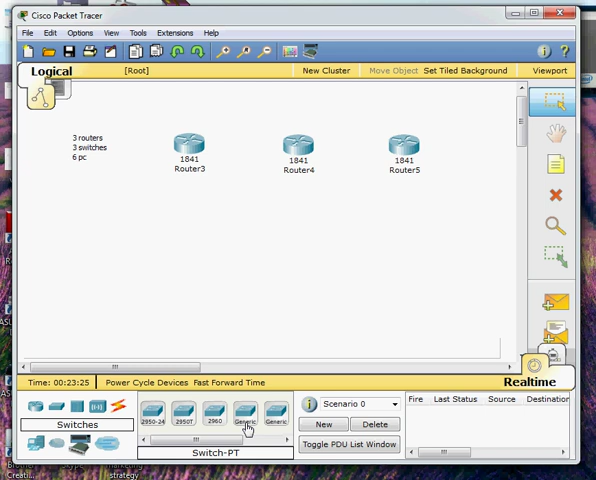 Cisco Packet Tracer
File Edit Options View Tools Extensions Help
Logical [Root] New Cluster Move Object Set Tiled Background Viewport
3 routers
3 switches
6 pc
1841
Router3
1841
Router4
1841
Router5
Time: 00:23:25 Power Cycle Devices Fast Forward Time Realtime
Switches
2950-24 2950T 2960 Generic Generic
Switch-PT
Scenario 0
New Delete
Toggle PDU List Window
Fire Last Status Source Destination
Skype
marketing
strategy